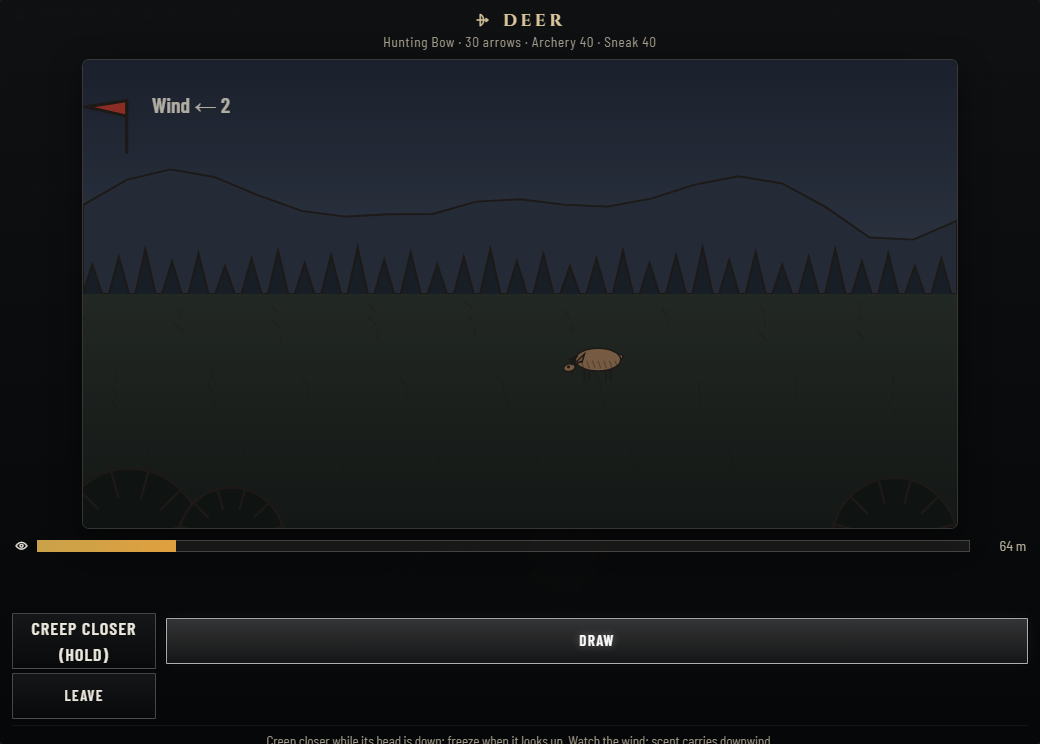 DEER
Hunting Bow · 30 arrows · Archery 40 · Sneak 40
Wind ← 2
64 m
CREEP CLOSER
(HOLD)
DRAW
LEAVE
Creep closer while its head is down; freeze when it looks up. Watch the wind: scent carries downwind.